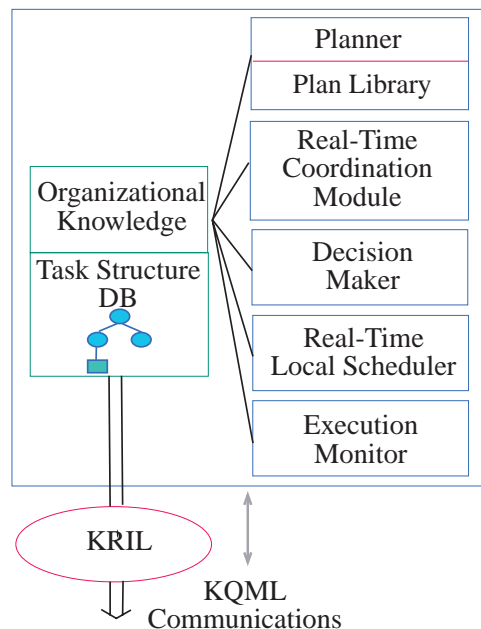 Planner
Plan Library
Real-Time
Coordination
Module
Organizational
Knowledge
Decision
Maker
Task Structure
DB
Real-Time
Local Scheduler
Execution
Monitor
KRIL
KQML
Communications